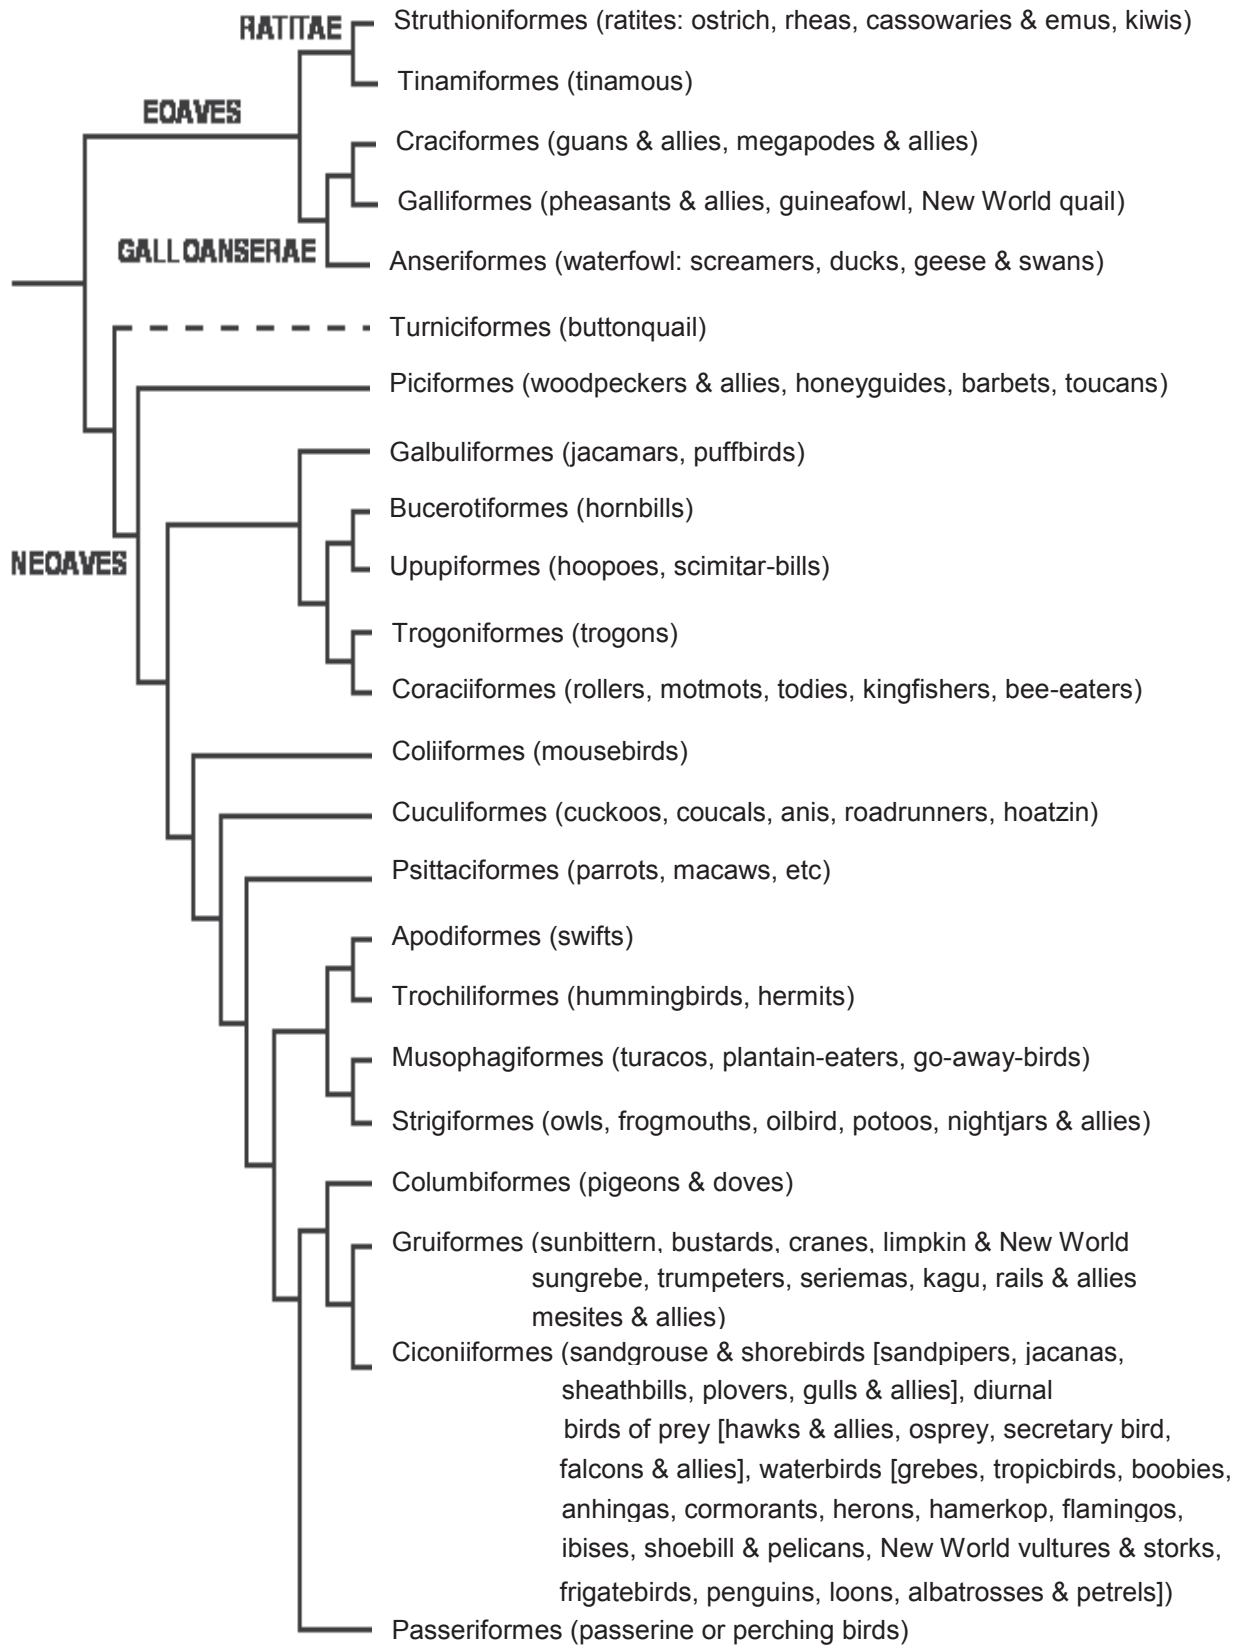 RATITAE
Struthioniformes (ratites: ostrich, rheas, cassowaries & emus, kiwis)
Tinamiformes (tinamous)
EOAVES
Craciformes (guans & allies, megapodes & allies)
Galliformes (pheasants & allies, guineafowl, New World quail)
GALLOANSERAE
Anseriformes (waterfowl: screamers, ducks, geese & swans)
Turniciformes (buttonquail)
Piciformes (woodpeckers & allies, honeyguides, barbets, toucans)
Galbuliformes (jacamars, puffbirds)
Bucerotiformes (hornbills)
NEOAVES
Upupiformes (hoopoes, scimitar-bills)
Trogoniformes (trogons)
Coraciiformes (rollers, motmots, todies, kingfishers, bee-eaters)
Coliiformes (mousebirds)
Cuculiformes (cuckoos, coucals, anis, roadrunners, hoatzin)
Psittaciformes (parrots, macaws, etc)
Apodiformes (swifts)
Trochiliformes (hummingbirds, hermits)
Musophagiformes (turacos, plantain-eaters, go-away-birds)
Strigiformes (owls, frogmouths, oilbird, potoos, nightjars & allies)
Columbiformes (pigeons & doves)
Gruiformes (sunbittern, bustards, cranes, limpkin & New World
sungrebe, trumpeters, seriemas, kagu, rails & allies
mesites & allies)
Ciconiiformes (sandgrouse & shorebirds [sandpipers, jacanas,
sheathbills, plovers, gulls & allies], diurnal
birds of prey [hawks & allies, osprey, secretary bird,
falcons & allies], waterbirds [grebes, tropicbirds, boobies,
anhingas, cormorants, herons, hamerkop, flamingos,
ibises, shoebill & pelicans, New World vultures & storks,
frigatebirds, penguins, loons, albatrosses & petrels])
Passeriformes (passerine or perching birds)